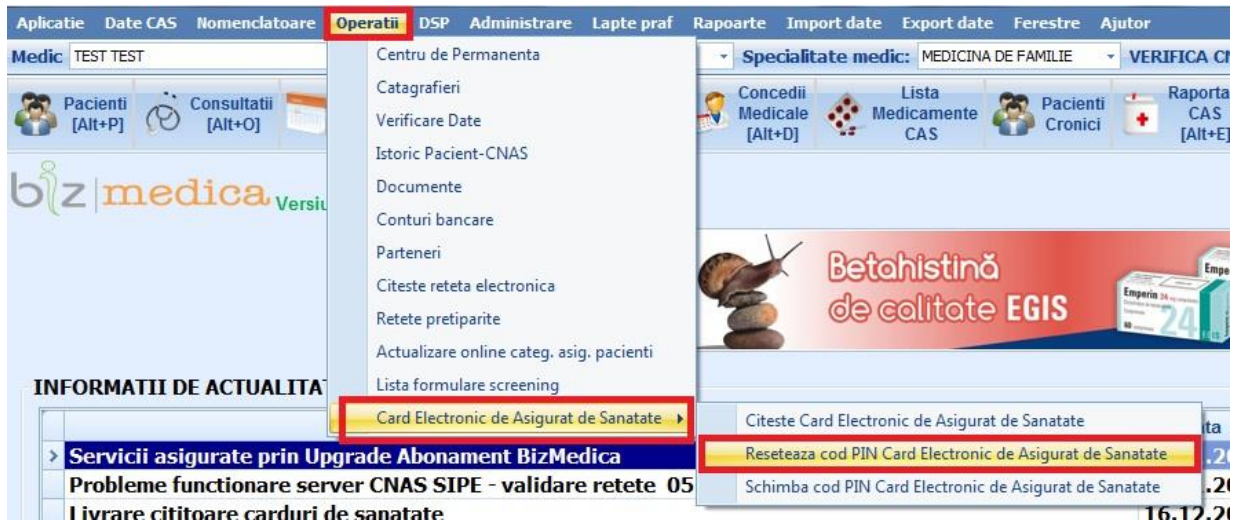 Aplicatie Date CAS Nomenclatoare Operatii DSP Administrare Lapte praf Rapoarte Import date Export date Ferestre Ajutor
Medic TEST TEST Specialitate medic: MEDICINA DE FAMILIE VERIFICA
Pacienti [Alt+P]
Consultatii [Alt+O]
Concedii Medicale [Alt+D]
Lista Medicamente CAS
Pacienti Cronici
CAS [Alt+E]
biz|medica
Centru de Permanenta
Catagrafieri
Verificare Date
Istoric Pacient-CNAS
Documente
Conturi bancare
Parteneri
Citeste reteta electronica
Retete pretiparite
Actualizare online categ. asig. pacienti
Lista formulare screening
Card Electronic de Asigurat de Sanatate
Citeste Card Electronic de Asigurat de Sanatate
Reseteaza cod PIN Card Electronic de Asigurat de Sanatate
Schimba cod PIN Card Electronic de Asigurat de Sanatate
Betahistină
de calitate EGIS
Emperin 24
24
INFORMATII DE
Servicii asigurate prin Upgrade Abonament BizMedica
Probleme functionare server CNAS SIPE - validare retete 05
Livrare cititoare carduri de sanatate 16.12.20